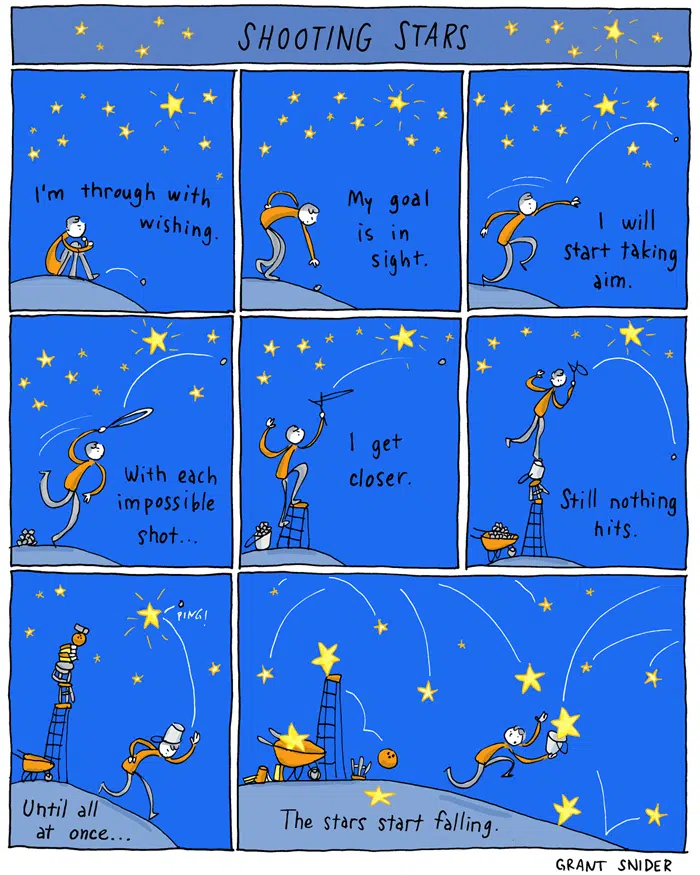 SHOOTING STARS
I'm through with
wishing.
My goal
is in
sight.
I will
start taking
aim.
With each
impossible
shot...
I get
closer.
Still nothing
hits.
PING!
Until all
at once...
The stars start falling.
GRANT SNIDER